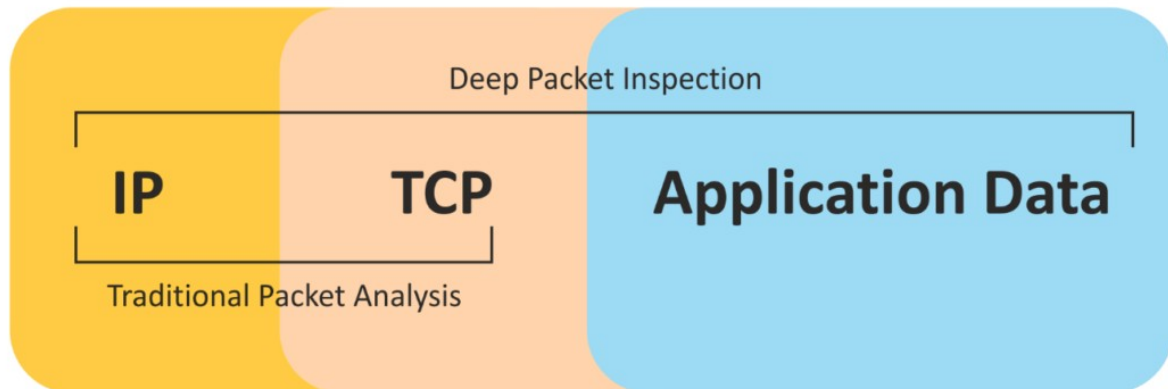 Deep Packet Inspection
IP TCP Application Data
Traditional Packet Analysis